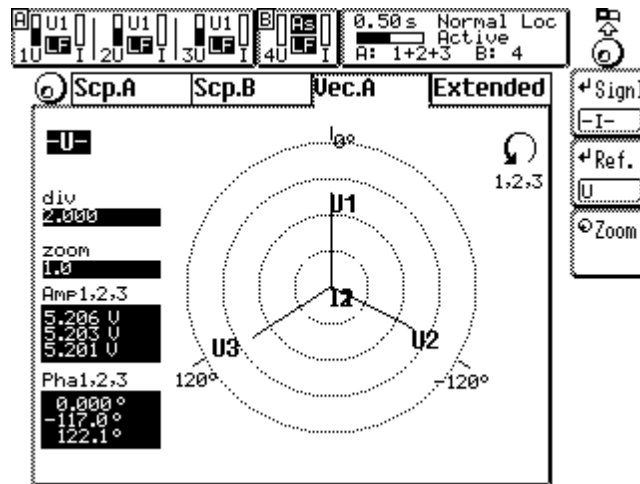 A U1 U1 U1 B As 0.50 s Normal Loc
LF LF LF LF Active
1U I 2U I 3U I 4U I A: 1+2+3 B: 4
Scp.A Scp.B Vec.A Extended
Signl
-I-
Ref.
U
Zoom
-U-
0°
1,2,3
div
2.000
zoom
1.0
Amp1,2,3
5.206 V
5.203 V
5.201 V
Pha1,2,3
0.000°
-117.0°
122.1°
U1
U2
U3
120°
-120°